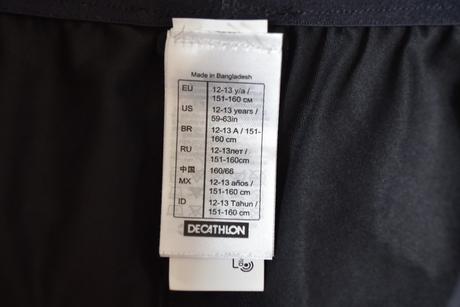 Made in Bangladesh
EU 12-13 y/a /
151-160 см
US 12-13 years /
59-63in
BR 12-13 A / 151-
160 cm
RU 12-13лет /
151-160cm
中国 160/66
MX 12-13 años /
151-160 cm
ID 12-13 Tahun /
151-160 cm
DECATHLON